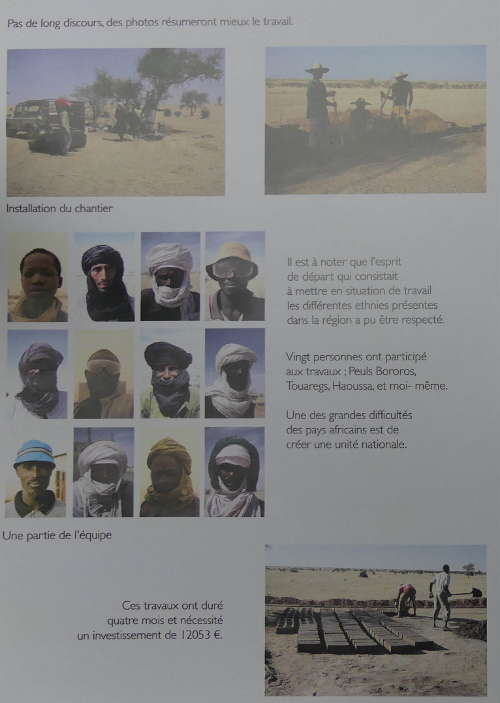 Pas de long discours, des photos résumeront mieux le travail.
Installation du chantier
Il est à noter que l'esprit
de départ qui consistait
à mettre en situation de travail
les différentes ethnies présentes
dans la région a pu être respecté.
Vingt personnes ont participé
aux travaux ; Peuls Bororos,
Touaregs, Haoussa, et moi- même.
Une des grandes difficultés
des pays africains est de
créer une unité nationale.
Une partie de l'équipe
Ces travaux ont duré
quatre mois et nécessité
un investissement de 12053 €.